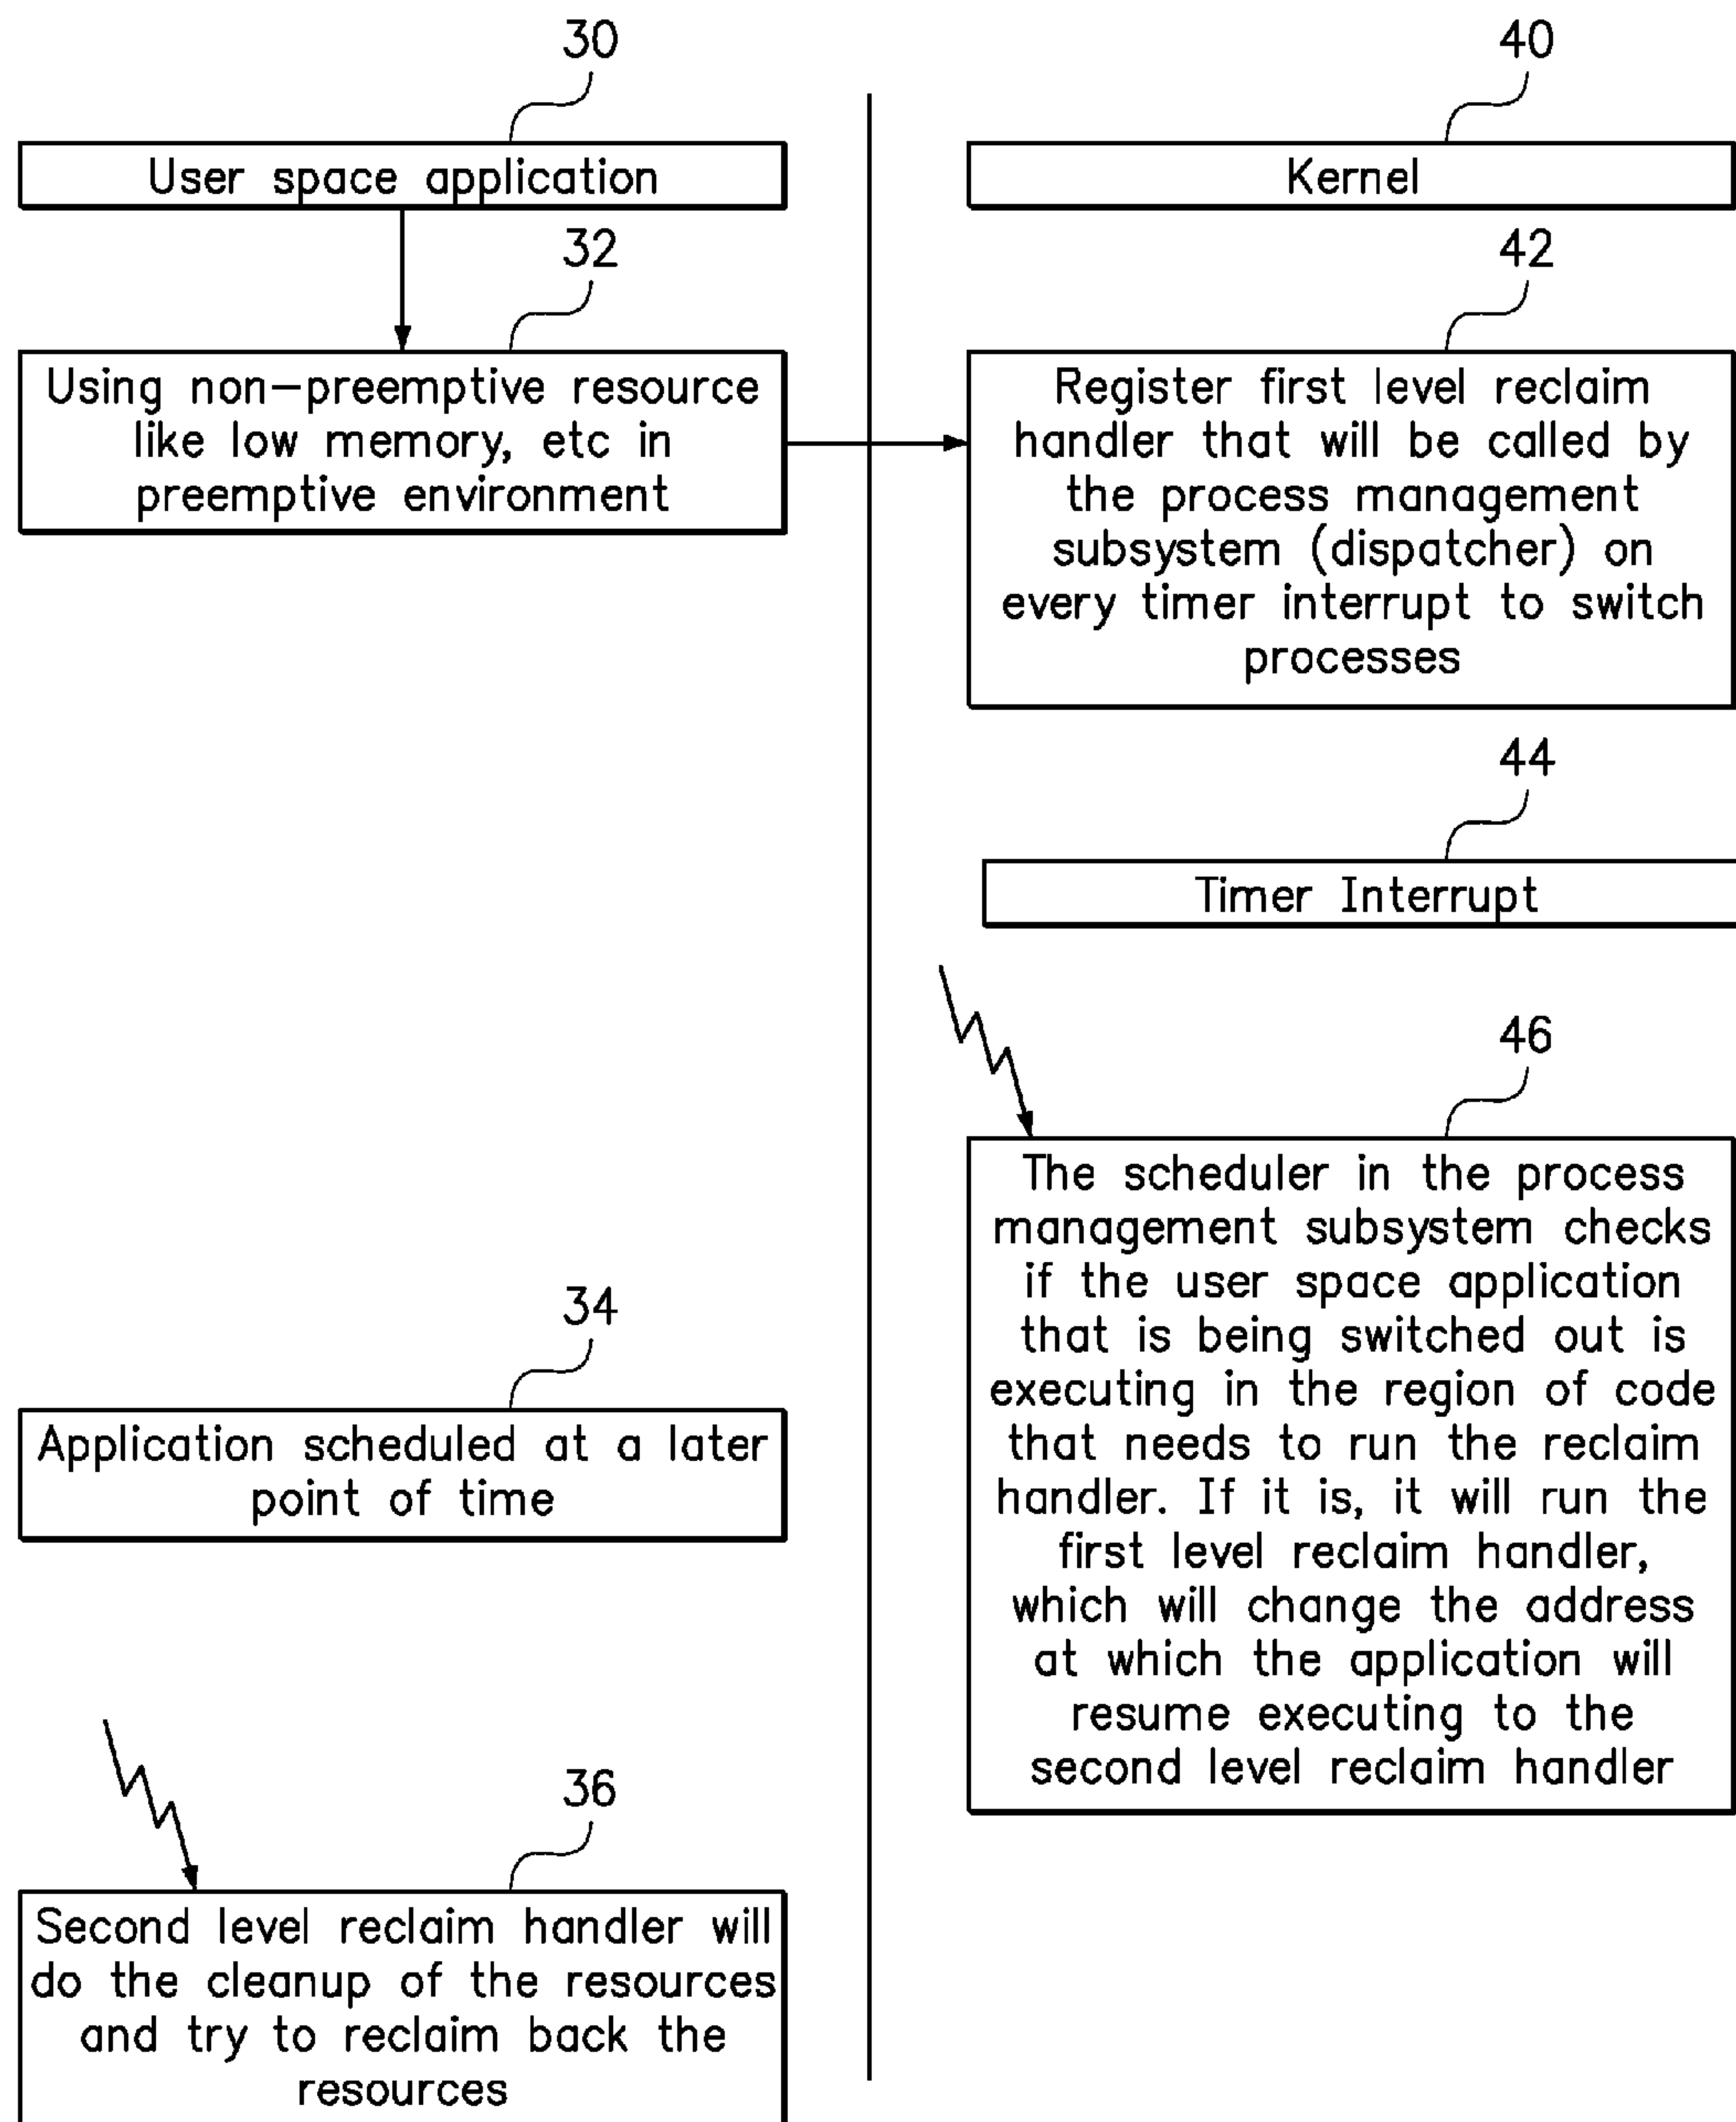 30
User space application
32
Using non-preemptive resource
like low memory, etc in
preemptive environment
34
Application scheduled at a later
point of time
36
Second level reclaim handler will
do the cleanup of the resources
and try to reclaim back the
resources
40
Kernel
42
Register first level reclaim
handler that will be called by
the process management
subsystem (dispatcher) on
every timer interrupt to switch
processes
44
Timer Interrupt
46
The scheduler in the process
management subsystem checks
if the user space application
that is being switched out is
executing in the region of code
that needs to run the reclaim
handler. If it is, it will run the
first level reclaim handler,
which will change the address
at which the application will
resume executing to the
second level reclaim handler